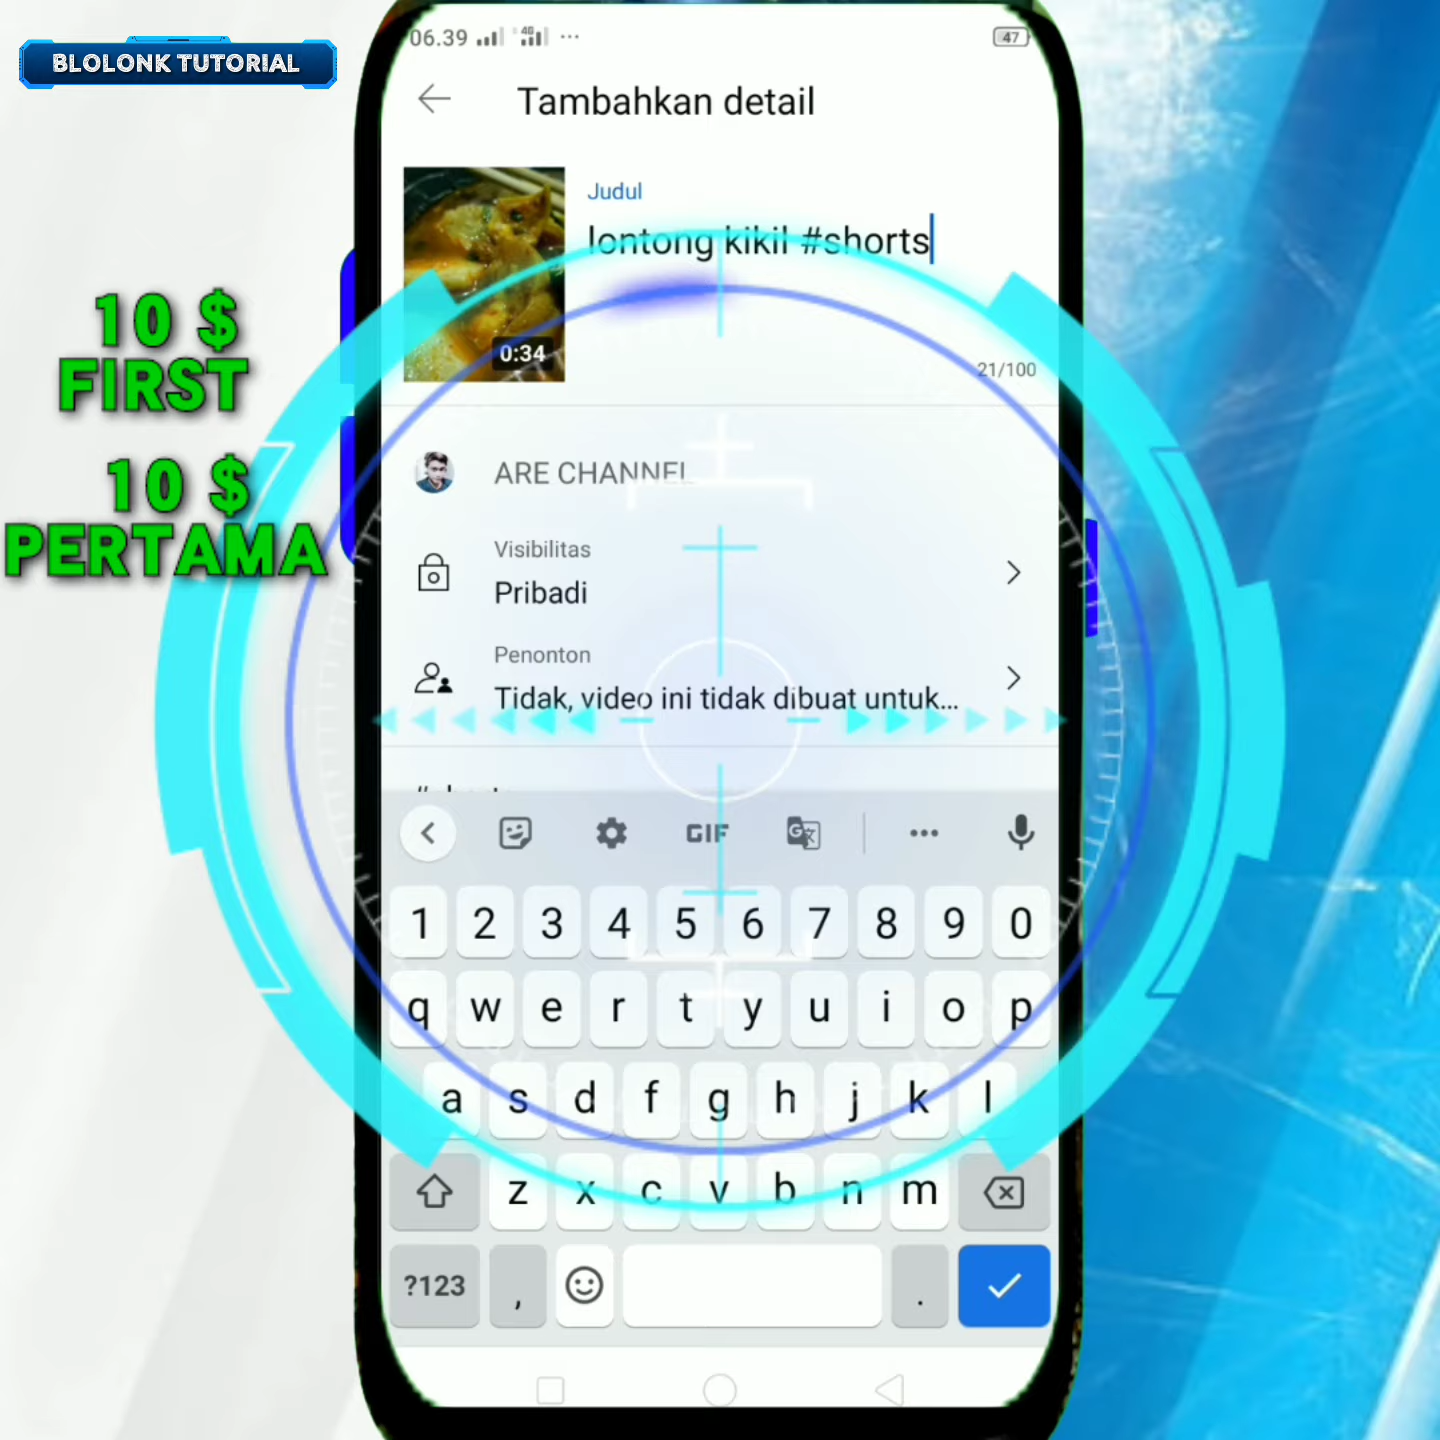 BLOLONK TUTORIAL
06.39
4G
47
Tambahkan detail
Judul
lontong kikil #shorts
0:34
21/100
10 $
FIRST
10 $
PERTAMA
ARE CHANNEL
Visibilitas
Pribadi
Penonton
Tidak, video ini tidak dibuat untuk...
GIF
1 2 3 4 5 6 7 8 9 0
q w e r t y u i o p
a s d f g h j k l
z x c v b n m
?123 , .